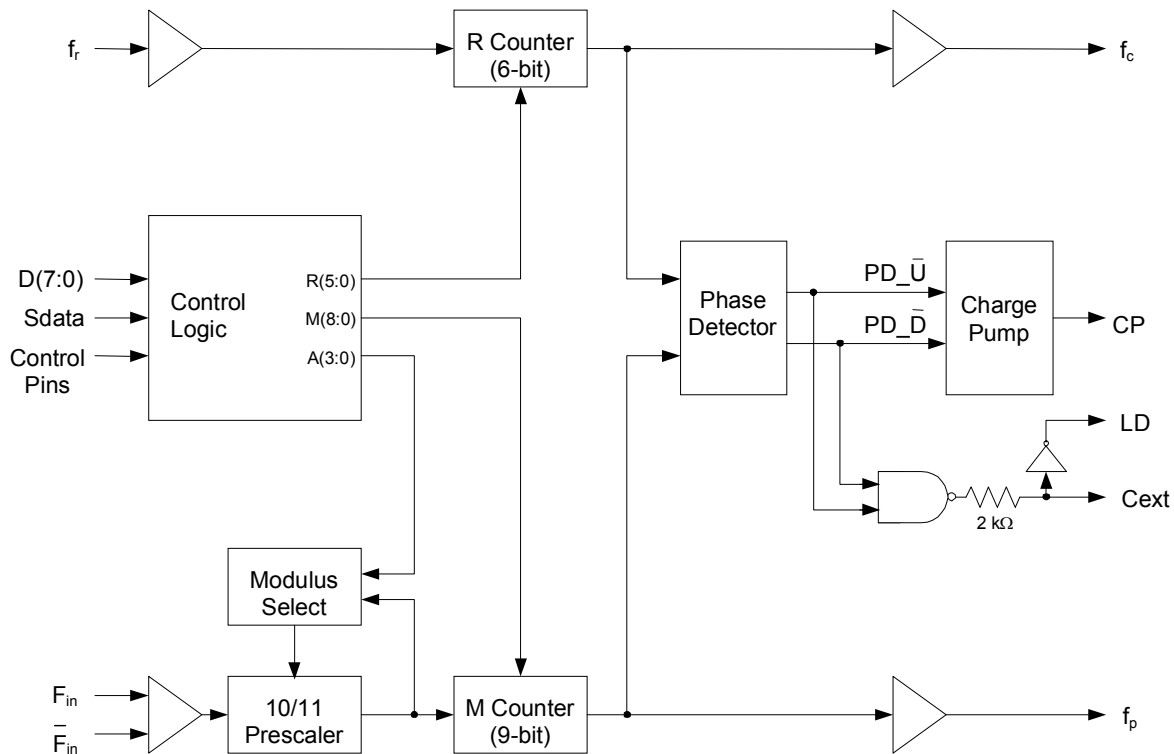 fr
R Counter
(6-bit)
fc
D(7:0)
Sdata
Control
Pins
Control
Logic
R(5:0)
M(8:0)
A(3:0)
Phase
Detector
PD_Ū
PD_D̄
Charge
Pump
CP
LD
Cext
2 kΩ
Modulus
Select
Fin
F̄in
10/11
Prescaler
M Counter
(9-bit)
fp